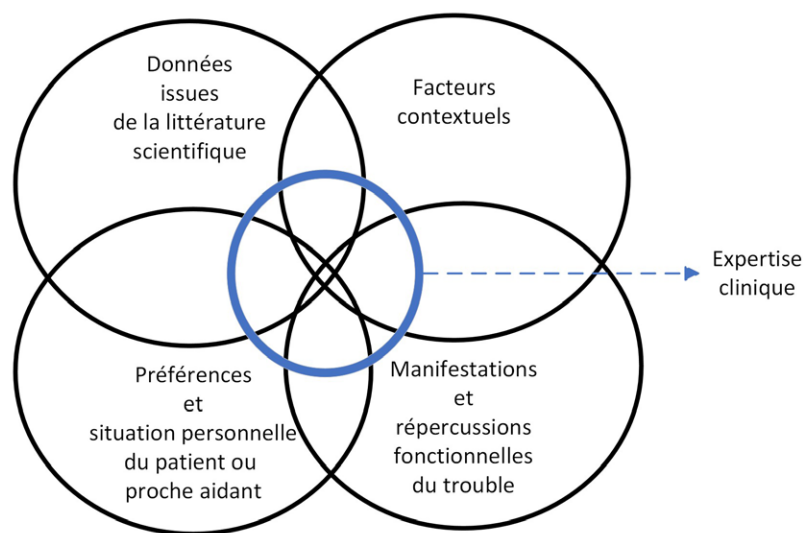 Données
issues
de la littérature
scientifique
Facteurs
contextuels
Expertise
clinique
Préférences
et
situation personnelle
du patient ou
proche aidant
Manifestations
et
répercussions
fonctionnelles
du trouble